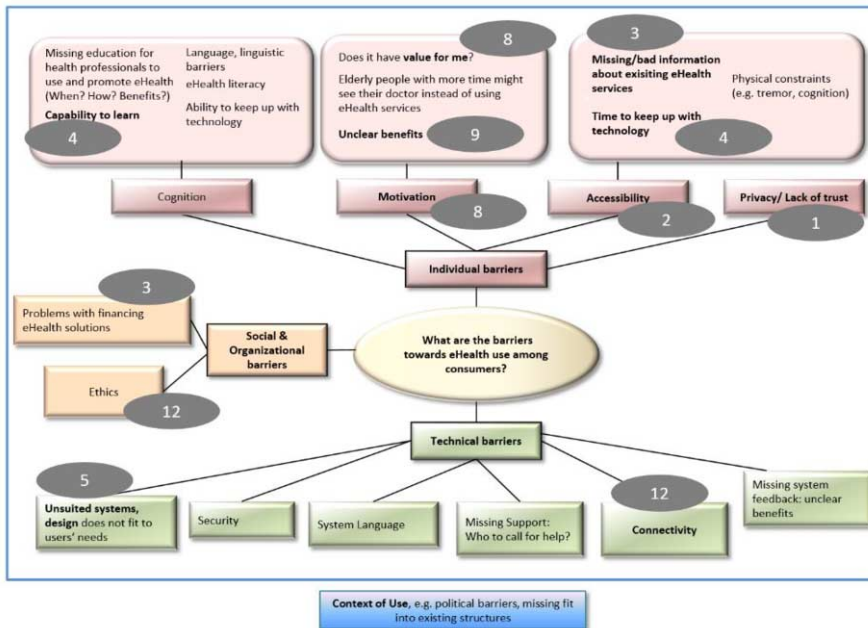 Missing education for
health professionals to
use and promote eHealth
(When? How? Benefits?)
Capability to learn
4
Language, linguistic
barriers
eHealth literacy
Ability to keep up with
technology
8
Does it have value for me?
Elderly people with more time might
see their doctor instead of using
eHealth services
Unclear benefits
9
3
Missing/bad information
about exisiting eHealth
services
Time to keep up with
technology
4
Physical constraints
(e.g. tremor, cognition)
Cognition
Motivation
8
Accessibility
2
Privacy/ Lack of trust
1
Individual barriers
3
Problems with financing
eHealth solutions
Social &
Organizational
barriers
Ethics
12
What are the barriers
towards eHealth use among
consumers?
Technical barriers
5
Unsuited systems,
design does not fit to
users' needs
Security
System Language
Missing Support:
Who to call for help?
12
Connectivity
Missing system
feedback: unclear
benefits
Context of Use, e.g. political barriers, missing fit
into existing structures